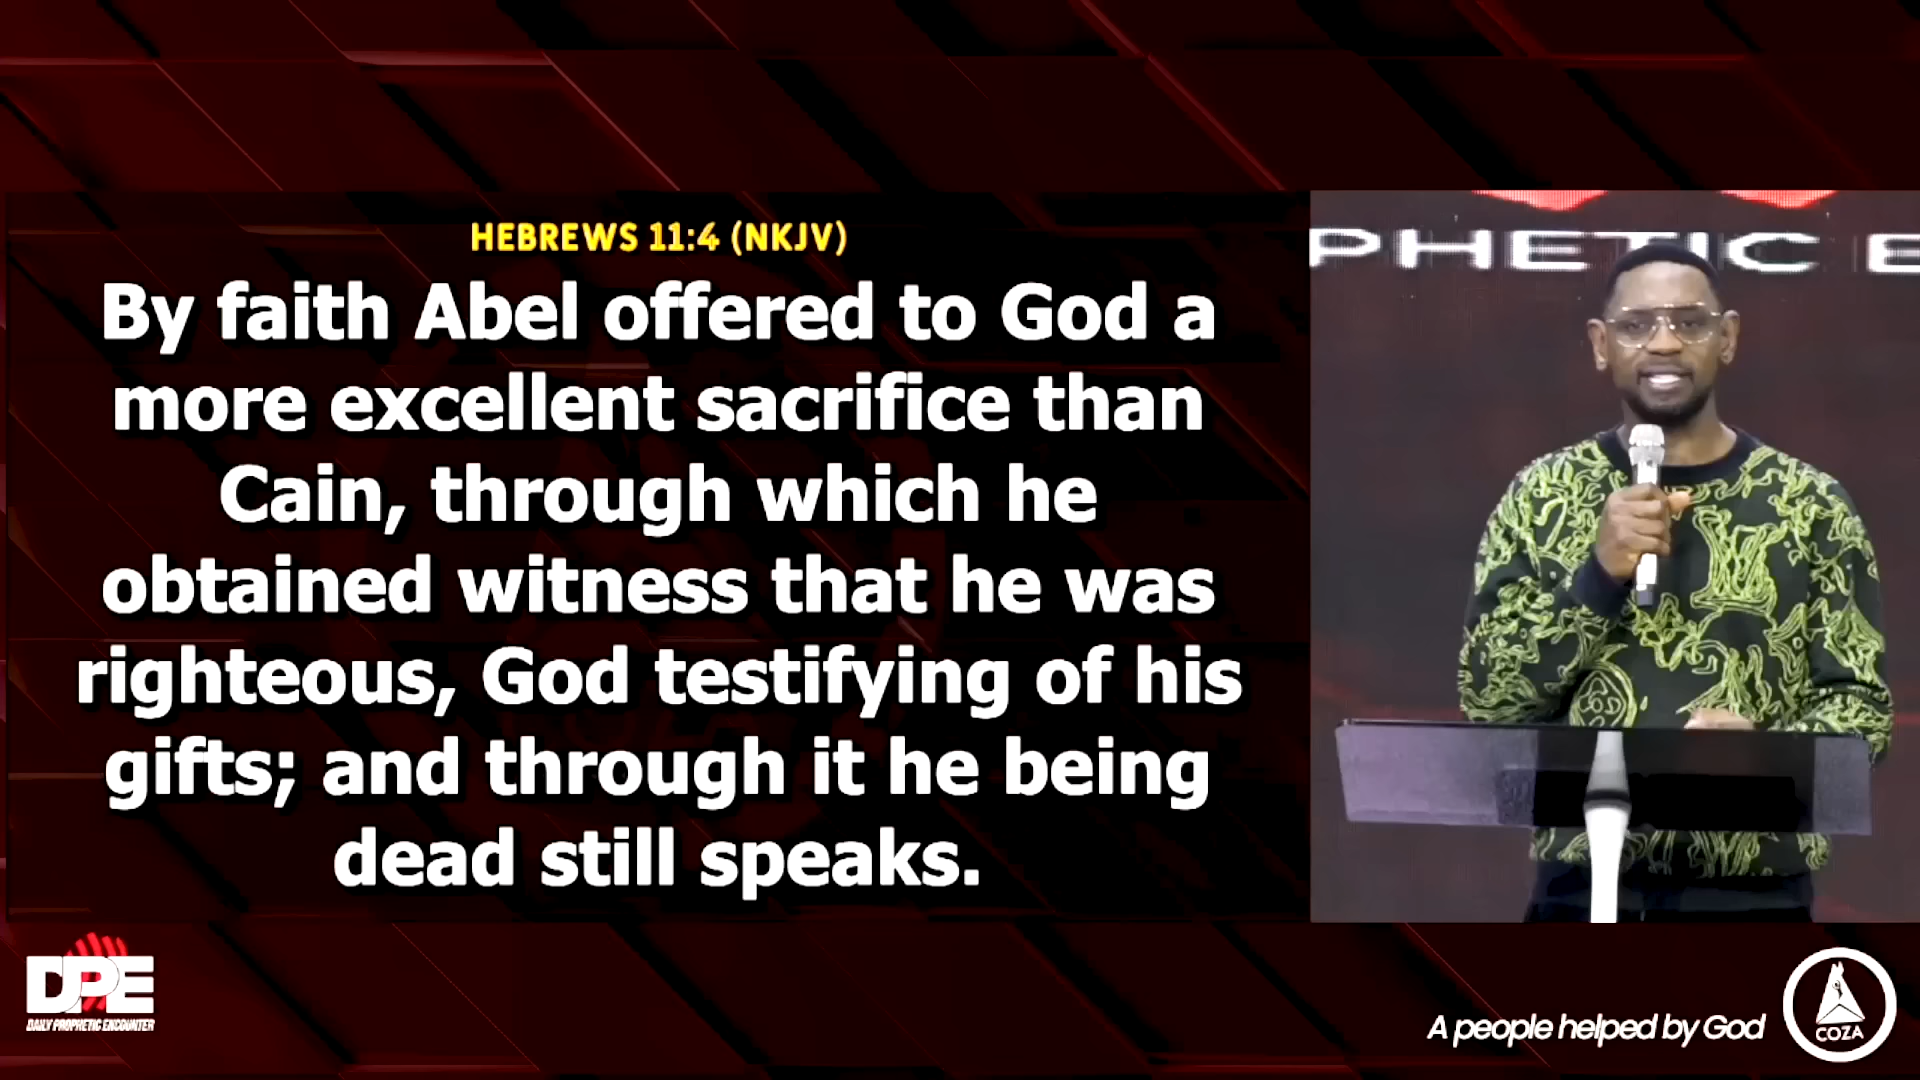 HEBREWS 11:4 (NKJV)
By faith Abel offered to God a
more excellent sacrifice than
Cain, through which he
obtained witness that he was
righteous, God testifying of his
gifts; and through it he being
dead still speaks.
PHETIC E
DPE
DAILY PROPHETIC ENCOUNTER
A people helped by God
COZA